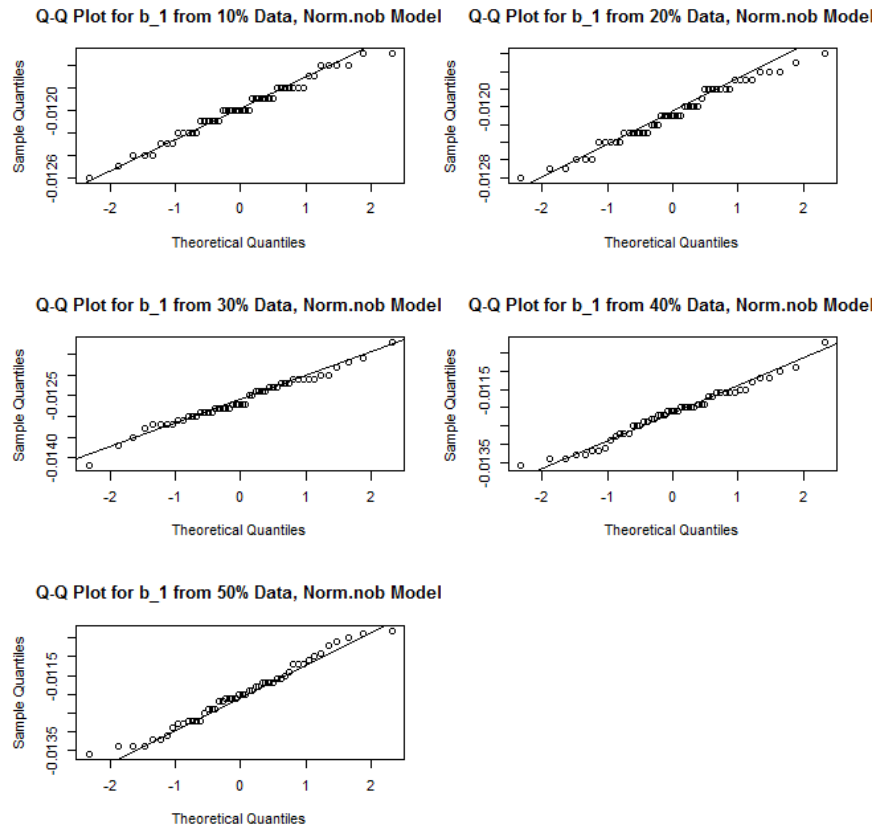 Q-Q Plot for b_1 from 10% Data, Norm.nob Model
Sample Quantiles
-0.0126 -0.0120
-2 -1 0 1 2
Theoretical Quantiles
Q-Q Plot for b_1 from 20% Data, Norm.nob Model
Sample Quantiles
-0.0128 -0.0120
-2 -1 0 1 2
Theoretical Quantiles
Q-Q Plot for b_1 from 30% Data, Norm.nob Model
Sample Quantiles
-0.0140 -0.0125
-2 -1 0 1 2
Theoretical Quantiles
Q-Q Plot for b_1 from 40% Data, Norm.nob Model
Sample Quantiles
-0.0135 -0.0115
-2 -1 0 1 2
Theoretical Quantiles
Q-Q Plot for b_1 from 50% Data, Norm.nob Model
Sample Quantiles
-0.0135 -0.0115
-2 -1 0 1 2
Theoretical Quantiles